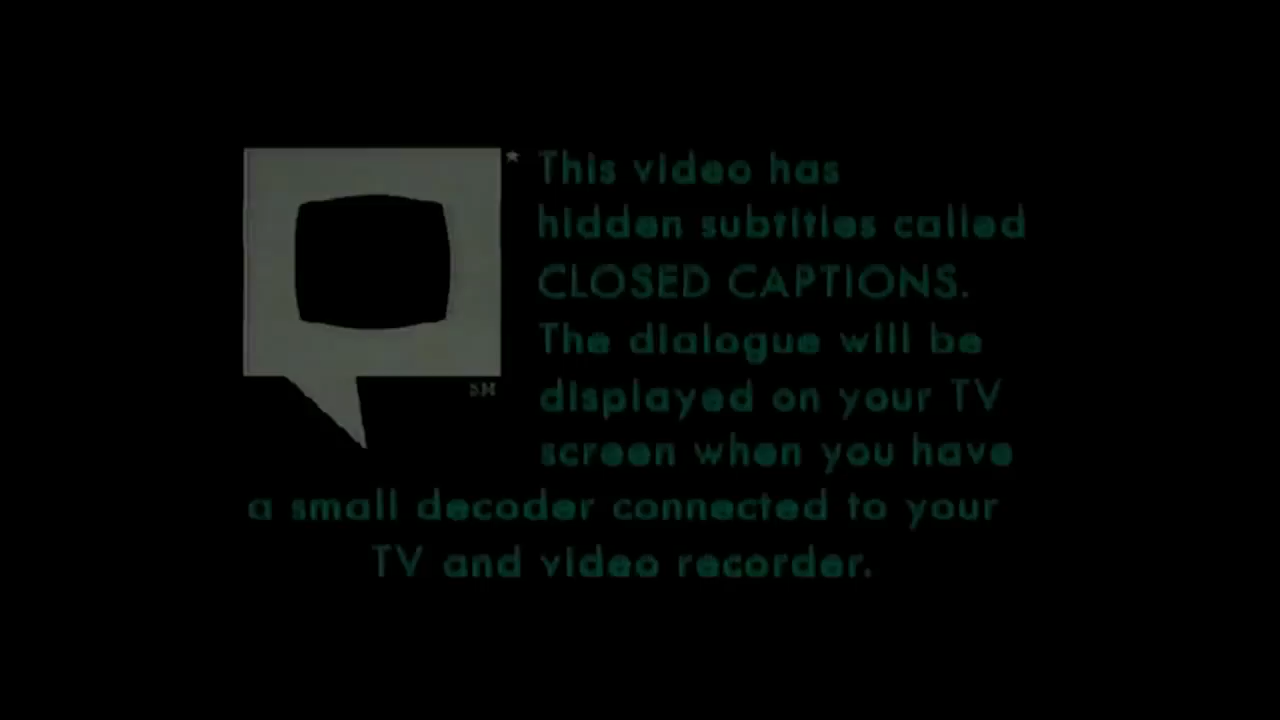 * This video has
hidden subtitles called
CLOSED CAPTIONS.
The dialogue will be
displayed on your TV
SM
screen when you have
a small decoder connected to your
TV and video recorder.